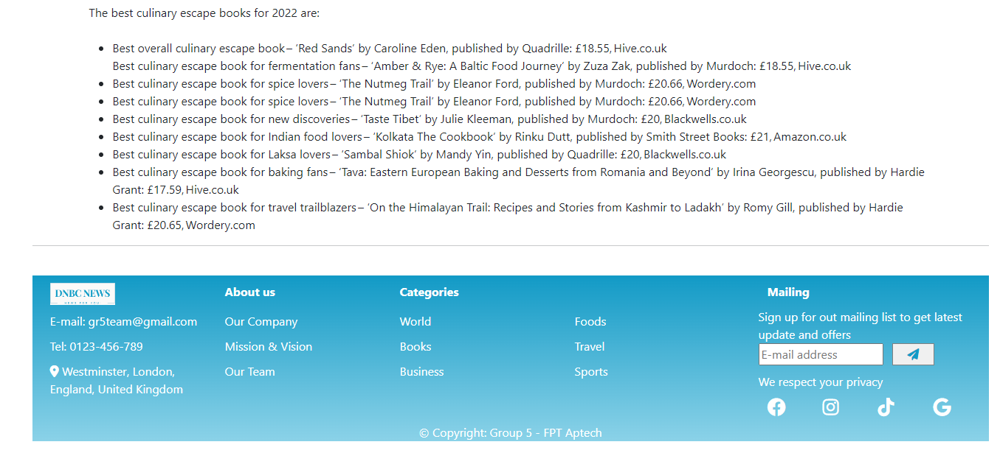 The best culinary escape books for 2022 are:
Best overall culinary escape book– ‘Red Sands’ by Caroline Eden, published by Quadrille: £18.55, Hive.co.uk
Best culinary escape book for fermentation fans– ‘Amber & Rye: A Baltic Food Journey’ by Zuza Zak, published by Murdoch: £18.55, Hive.co.uk
Best culinary escape book for spice lovers– ‘The Nutmeg Trail’ by Eleanor Ford, published by Murdoch: £20.66, Wordery.com
Best culinary escape book for spice lovers– ‘The Nutmeg Trail’ by Eleanor Ford, published by Murdoch: £20.66, Wordery.com
Best culinary escape book for new discoveries– ‘Taste Tibet’ by Julie Kleeman, published by Murdoch: £20, Blackwells.co.uk
Best culinary escape book for Indian food lovers– ‘Kolkata The Cookbook’ by Rinku Dutt, published by Smith Street Books: £21, Amazon.co.uk
Best culinary escape book for Laksa lovers– ‘Sambal Shiok’ by Mandy Yin, published by Quadrille: £20, Blackwells.co.uk
Best culinary escape book for baking fans– ‘Tava: Eastern European Baking and Desserts from Romania and Beyond’ by Irina Georgescu, published by Hardie
Grant: £17.59, Hive.co.uk
Best culinary escape book for travel trailblazers– ‘On the Himalayan Trail: Recipes and Stories from Kashmir to Ladakh’ by Romy Gill, published by Hardie
Grant: £20.65, Wordery.com
DNBC NEWS
NEWS FOR YOU
E-mail: gr5team@gmail.com
Tel: 0123-456-789
Westminster, London,
England, United Kingdom
About us
Our Company
Mission & Vision
Our Team
Categories
World
Books
Business
Foods
Travel
Sports
Mailing
Sign up for out mailing list to get latest
update and offers
E-mail address
We respect your privacy
© Copyright: Group 5 - FPT Aptech